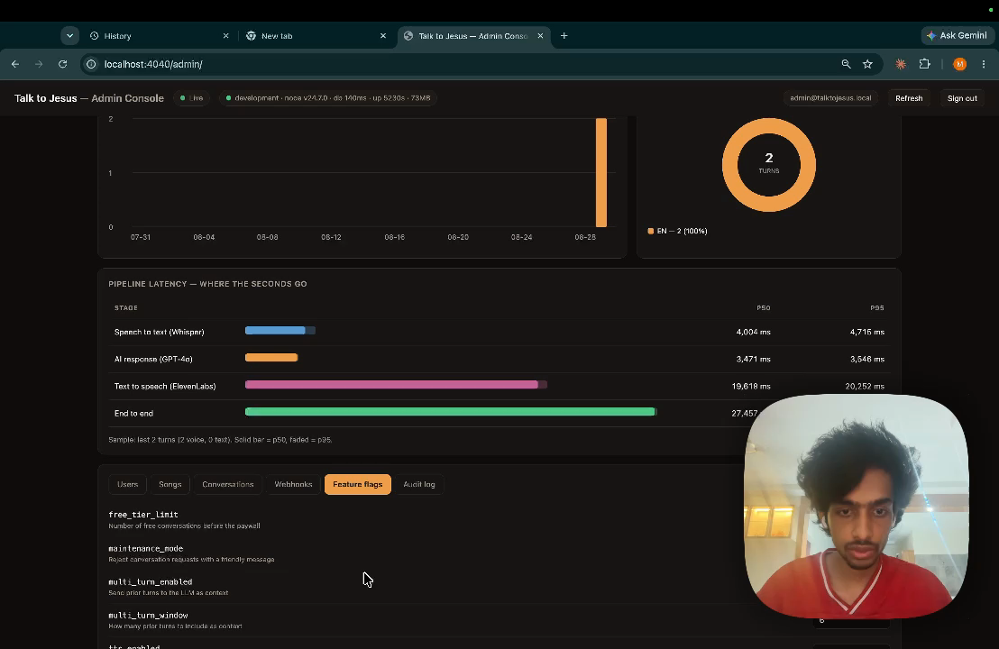 History
New tab
Talk to Jesus — Admin Conso
Ask Gemini
localhost:4040/admin/
M
Talk to Jesus — Admin Console
Live
development · node v24.7.0 · db 140ms · up 5230s · 73MB
admin@talktojesus.local
Refresh
Sign out
2
1
0
07-31 08-04 08-08 08-12 08-16 08-20 08-24 08-28
2
TURNS
EN — 2 (100%)
PIPELINE LATENCY — WHERE THE SECONDS GO
STAGE P50 P95
Speech to text (Whisper) 4,004 ms 4,715 ms
AI response (GPT-4o) 3,471 ms 3,546 ms
Text to speech (ElevenLabs) 19,618 ms 20,252 ms
End to end 27,457
Sample: last 2 turns (2 voice, 0 text). Solid bar = p50, faded = p95.
Users Songs Conversations Webhooks Feature flags Audit log
free_tier_limit
Number of free conversations before the paywall
maintenance_mode
Reject conversation requests with a friendly message
multi_turn_enabled
Send prior turns to the LLM as context
multi_turn_window
How many prior turns to include as context
6
tts_enabled